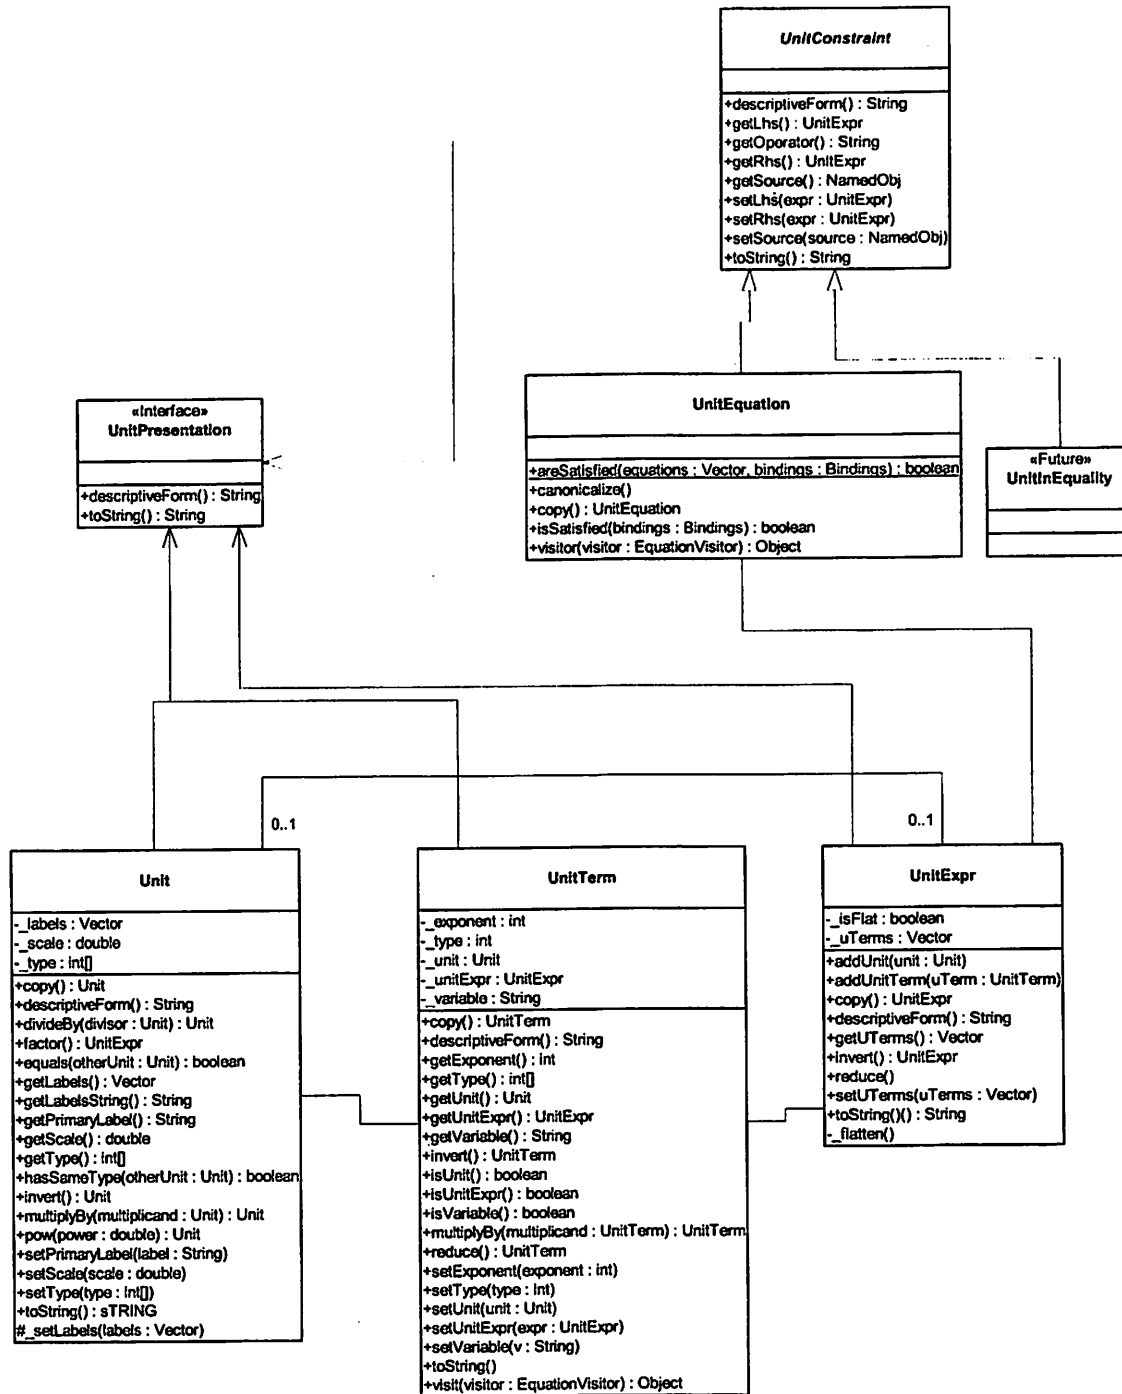 UnitConstraint
+descriptiveForm() : String
+getLhs() : UnitExpr
+getOperator() : String
+getRhs() : UnitExpr
+getSource() : NamedObj
+setLhs(expr : UnitExpr)
+setRhs(expr : UnitExpr)
+setSource(source : NamedObj)
+toString() : String
«Interface»
UnitPresentation
+descriptiveForm() : String
+toString() : String
UnitEquation
+areSatisfied(equations : Vector, bindings : Bindings) : boolean
+canonicalize()
+copy() : UnitEquation
+isSatisfied(bindings : Bindings) : boolean
+visitor(visitor : EquationVisitor) : Object
«Future»
UnitInEquality
0..1
0..1
Unit
-_labels : Vector
-_scale : double
-_type : int[]
+copy() : Unit
+descriptiveForm() : String
+divideBy(divisor : Unit) : Unit
+factor() : UnitExpr
+equals(otherUnit : Unit) : boolean
+getLabels() : Vector
+getLabelsString() : String
+getPrimaryLabel() : String
+getScale() : double
+getType() : int[]
+hasSameType(otherUnit : Unit) : boolean
+invert() : Unit
+multiplyBy(multiplicand : Unit) : Unit
+pow(power : double) : Unit
+setPrimaryLabel(label : String)
+setScale(scale : double)
+setType(type : int[])
+toString() : sTRING
#_setLabels(labels : Vector)
UnitTerm
-_exponent : int
-_type : int
-_unit : Unit
-_unitExpr : UnitExpr
-_variable : String
+copy() : UnitTerm
+descriptiveForm() : String
+getExponent() : int
+getType() : int[]
+getUnit() : Unit
+getUnitExpr() : UnitExpr
+getVariable() : String
+invert() : UnitTerm
+isUnit() : boolean
+isUnitExpr() : boolean
+isVariable() : boolean
+multiplyBy(multiplicand : UnitTerm) : UnitTerm
+reduce() : UnitTerm
+setExponent(exponent : int)
+setType(type : int)
+setUnit(unit : Unit)
+setUnitExpr(expr : UnitExpr)
+setVariable(v : String)
+toString()
+visit(visitor : EquationVisitor) : Object
UnitExpr
-_isFlat : boolean
-_uTerms : Vector
+addUnit(unit : Unit)
+addUnitTerm(uTerm : UnitTerm)
+copy() : UnitExpr
+descriptiveForm() : String
+getUTerms() : Vector
+invert() : UnitExpr
+reduce()
+setUTerms(uTerms : Vector)
+toString()() : String
-_flatten()